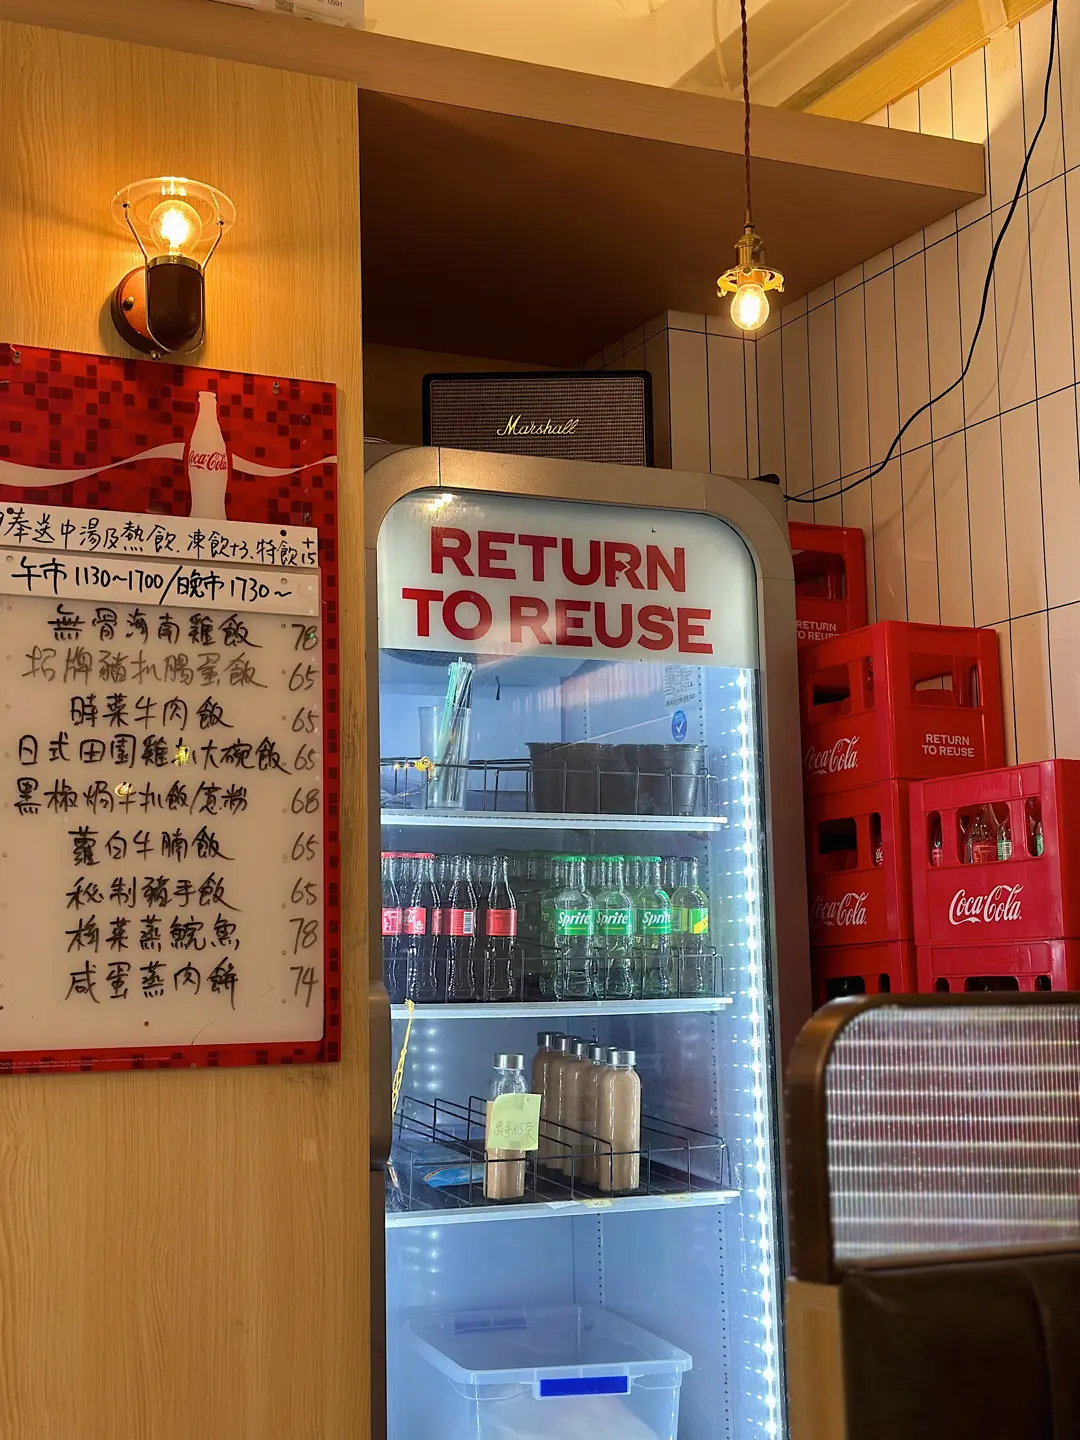 Coca-Cola
奉送中湯及熱飲、凍飲+3、特飲+15
午市 1130~1700/晚市 1730~
無骨海南雞飯 78
招牌豬扒腸蛋飯 65
時菜牛肉飯 65
日式田園雞扒大碗飯 65
黑椒焗牛扒飯/意粉 68
蘿白牛腩飯 65
秘制豬手飯 65
梅菜蒸鯇魚 78
咸蛋蒸肉餅 74
Marshall
RETURN
TO REUSE
Sprite
Sprite
Sprite
RETURN
TO REUSE
Coca-Cola
RETURN
TO REUSE
Coca-Cola
Coca-Cola